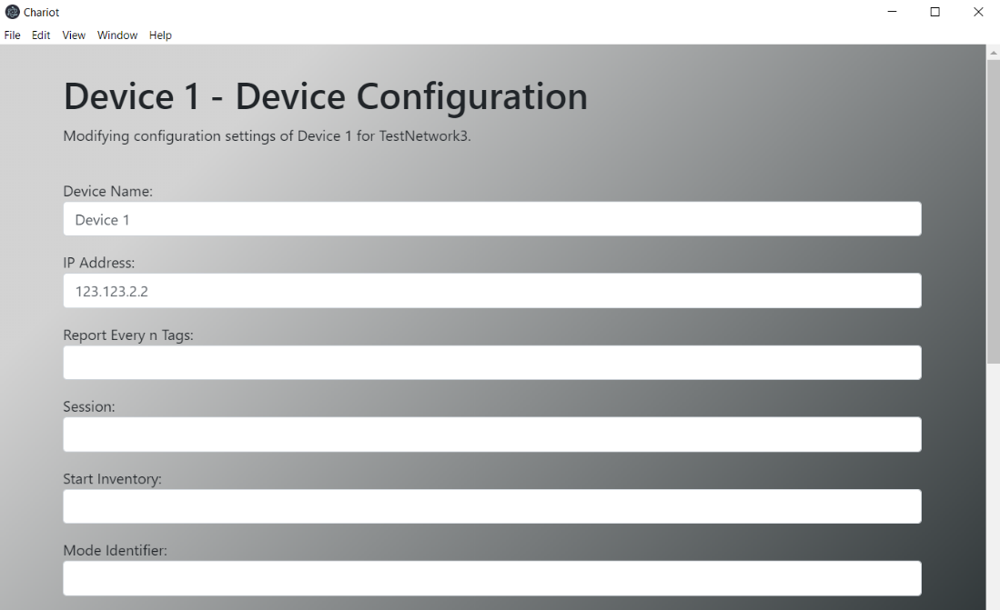 Chariot
File Edit View Window Help
Device 1 - Device Configuration
Modifying configuration settings of Device 1 for TestNetwork3.
Device Name:
Device 1
IP Address:
123.123.2.2
Report Every n Tags:
Session:
Start Inventory:
Mode Identifier: